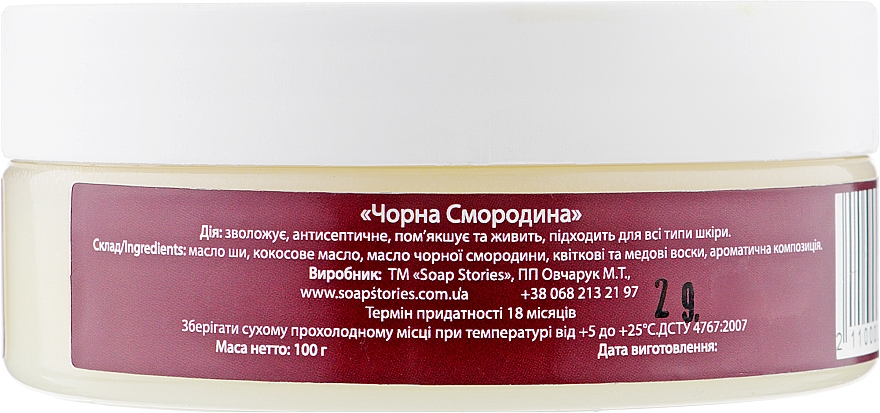 «Чорна Смородина»
Дія: зволожує, антисептичне, пом'якшує та живить, підходить для всі типи шкіри.
Склад/Ingredients: масло ши, кокосове масло, масло чорної смородини, квіткові та медові воски, ароматична композиція.
Виробник: ТМ «Soap Stories», ПП Овчарук М.Т.,
www.soapstories.com.ua +38 068 213 21 97
29.
Термін придатності 18 місяців
Зберігати сухому прохолодному місці при температурі від +5 до +25°С.ДСТУ 4767:2007
Маса нетто: 100 г Дата виготовлення: